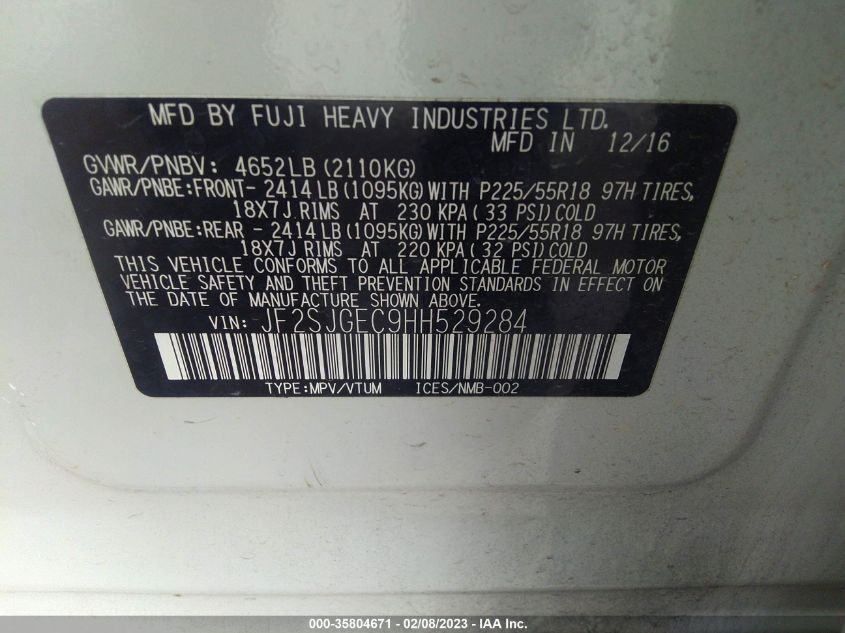 MFD BY FUJI HEAVY INDUSTRIES LTD.
MFD IN 12/16
GVWR/PNBV: 4652LB (2110KG)
GAWR/PNBE:FRONT- 2414LB (1095KG) WITH P225/55R18 97H TIRES,
18X7J RIMS AT 230 KPA ( 33 PSI) COLD
GAWR/PNBE:REAR - 2414LB (1095KG) WITH P225/55R18 97H TIRES,
18X7J RIMS AT 220 KPA ( 32 PSI) COLD
THIS VEHICLE CONFORMS TO ALL APPLICABLE FEDERAL MOTOR
VEHICLE SAFETY AND THEFT PREVENTION STANDARDS IN EFFECT ON
THE DATE OF MANUFACTURE SHOWN ABOVE.
VIN: JF2SJGEC9HH529284
TYPE:MPV/VTUM ICES/NMB-002
000-35804671 - 02/08/2023 - IAA Inc.